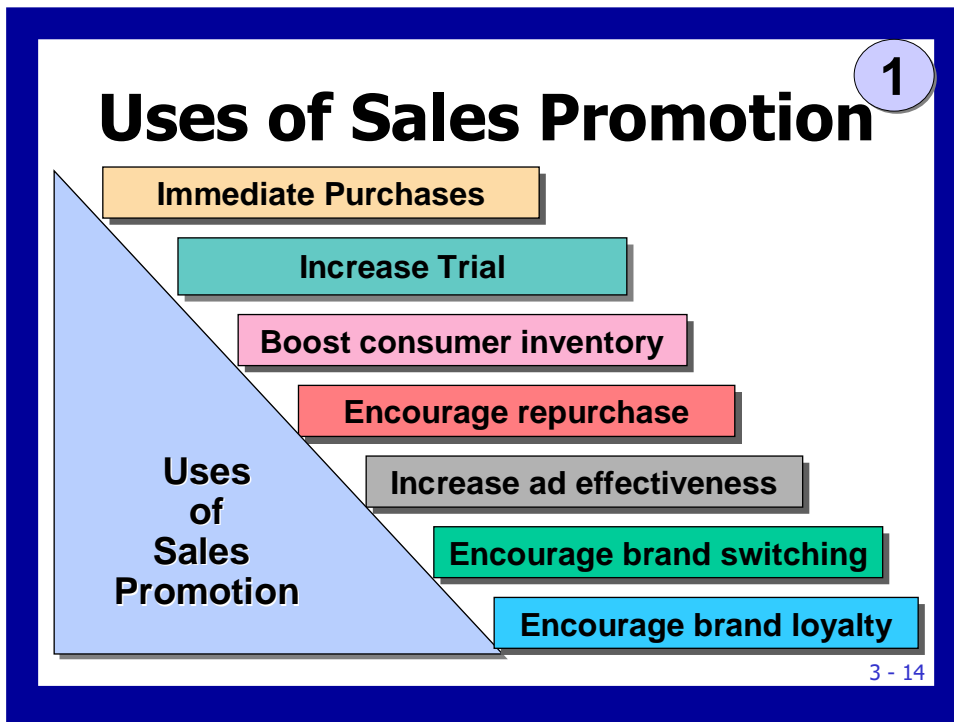 1
Uses of Sales Promotion
Immediate Purchases
Increase Trial
Boost consumer inventory
Encourage repurchase
Increase ad effectiveness
Encourage brand switching
Encourage brand loyalty
Uses
of
Sales
Promotion
3 - 14